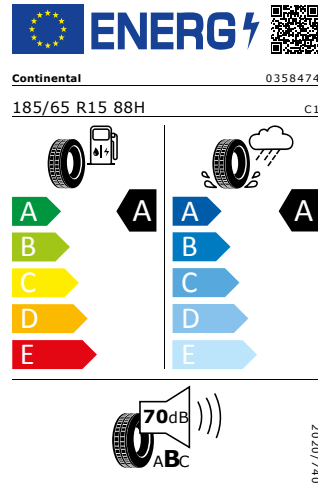 ENERG
Continental 0358474
185/65 R15 88H C1
A A
B
C
D
E
A A
B
C
D
E
70dB
ABC
2020/740